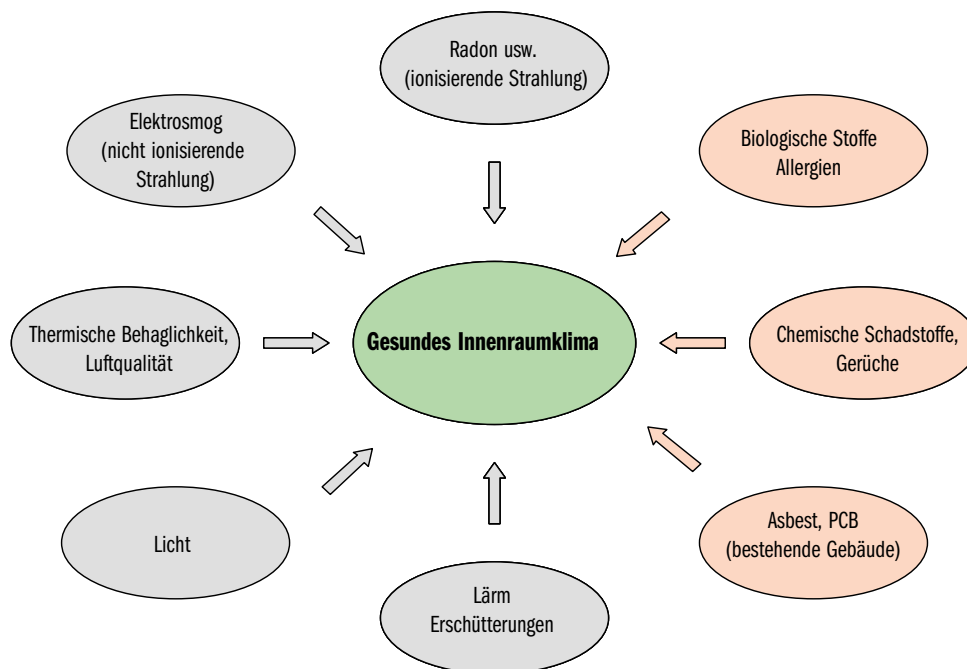 Radon usw.
(ionisierende Strahlung)
Elektrosmog
(nicht ionisierende
Strahlung)
Biologische Stoffe
Allergien
Thermische Behaglichkeit,
Luftqualität
Gesundes Innenraumklima
Chemische Schadstoffe,
Gerüche
Licht
Asbest, PCB
(bestehende Gebäude)
Lärm
Erschütterungen